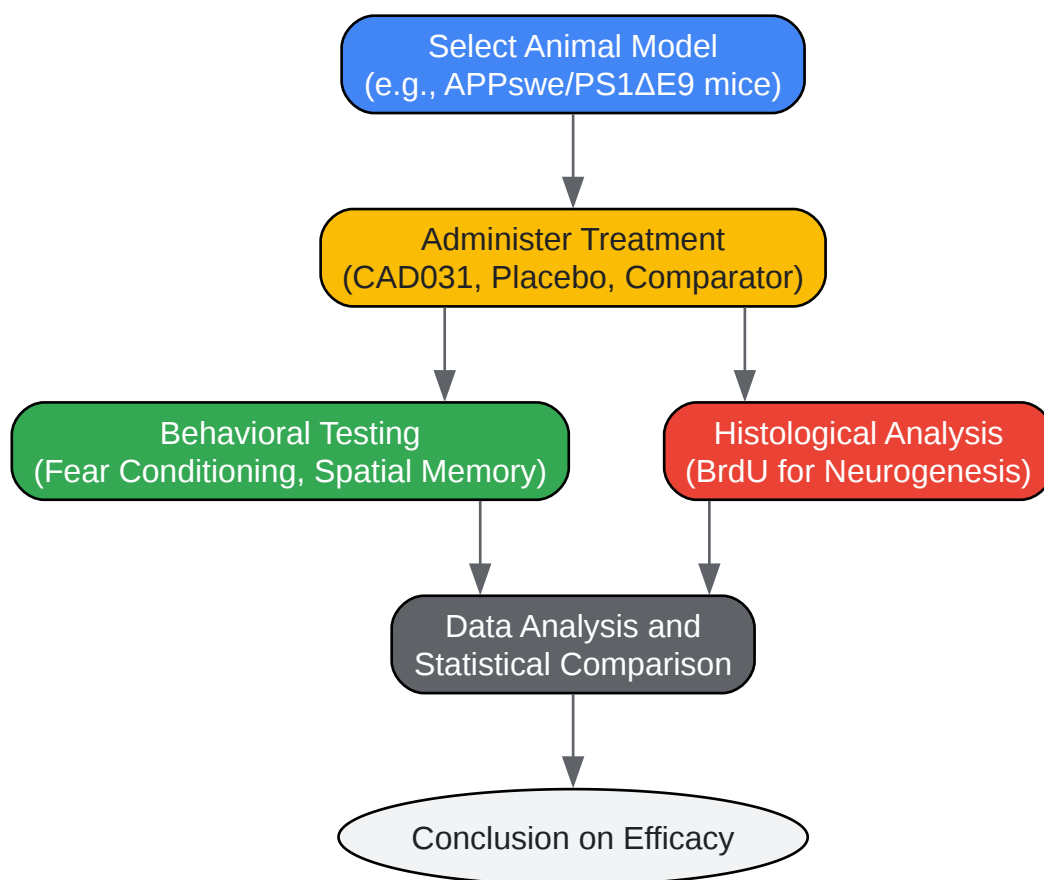 Select Animal Model
(e.g., APPswe/PS1ΔE9 mice)
Administer Treatment
(CAD031, Placebo, Comparator)
Behavioral Testing
(Fear Conditioning, Spatial Memory)
Histological Analysis
(BrdU for Neurogenesis)
Data Analysis and
Statistical Comparison
Conclusion on Efficacy